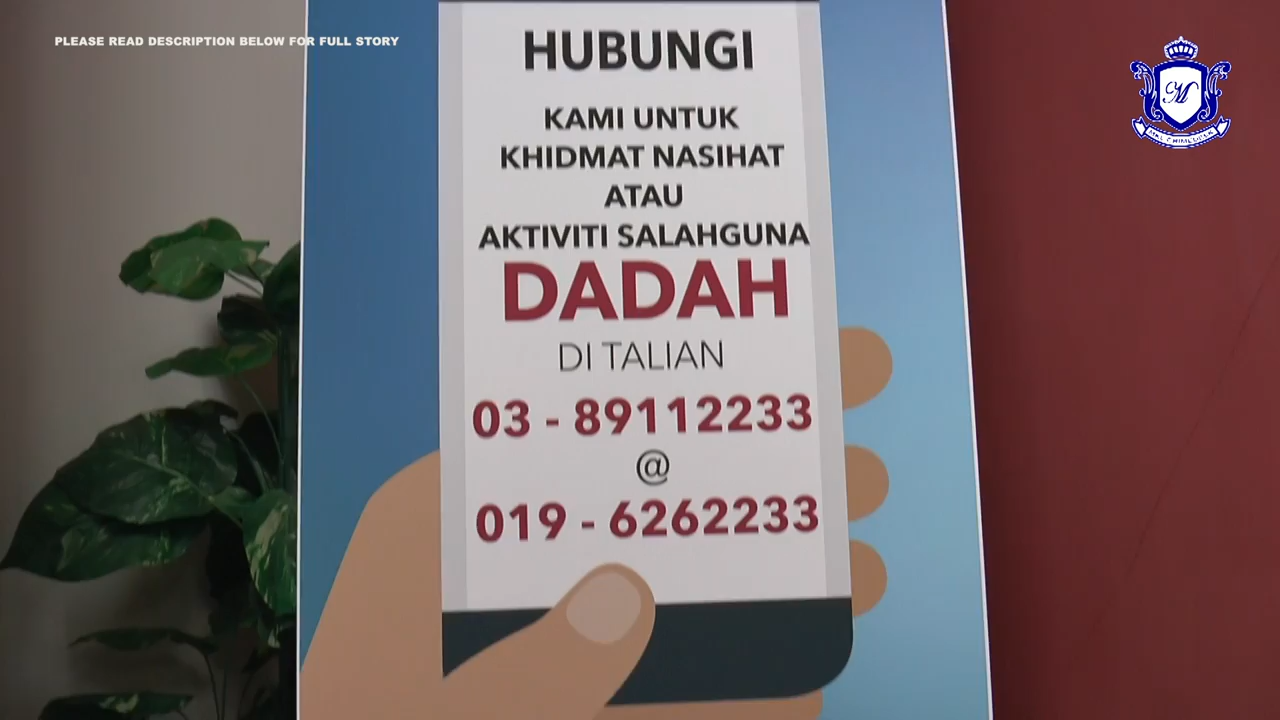 PLEASE READ DESCRIPTION BELOW FOR FULL STORY
M
HUBUNGI
KAMI UNTUK
KHIDMAT NASIHAT
ATAU
AKTIVITI SALAHGUNA
DADAH
DI TALIAN
03 - 89112233
@
019 - 6262233